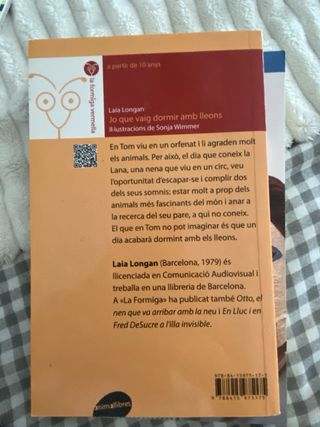 la formiga vermella
a partir de 10 anys
Laia Longan
Jo que vaig dormir amb lleons
Il·lustracions de Sonja Wimmer
En Tom viu en un orfenat i li agraden molt
els animals. Per això, el dia que coneix la
Lana, una nena que viu en un circ, veu
l'oportunitat d'escapar-se i complir dos
dels seus somnis: estar molt a prop dels
animals més fascinants del món i anar a
la recerca del seu pare, a qui no coneix.
El que en Tom no pot imaginar és que un
dia acabarà dormint amb els lleons.
Laia Longan (Barcelona, 1979) és
llicenciada en Comunicació Audiovisual i
treballa en una llibreria de Barcelona.
A «La Formiga» ha publicat també Otto, el
nen que va arribar amb la neu i En Lluc i en
Fred DeSucre a l'illa invisible.
978-84-15975-17-5
9788415975175
animallibres